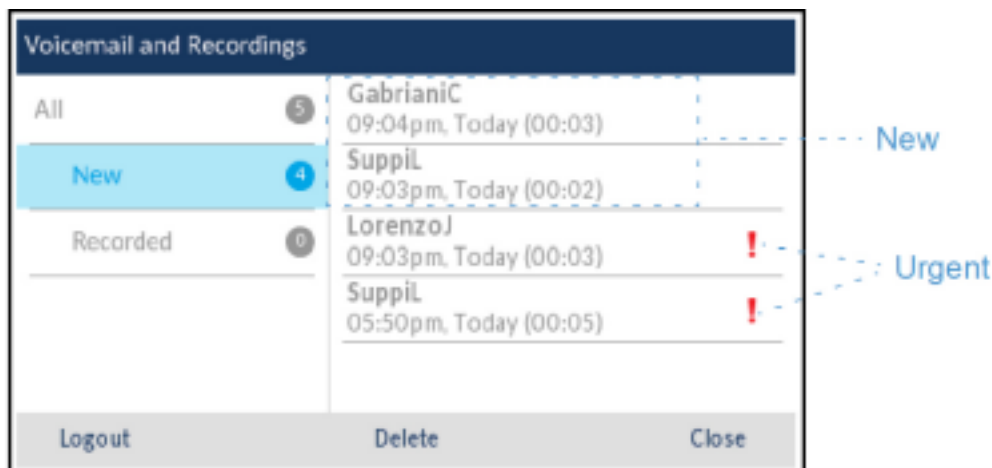 Voicemail and Recordings
All 5
New 4
Recorded 0
GabrianiC
09:04pm, Today (00:03)
SuppiL
09:03pm, Today (00:02)
LorenzoJ
09:03pm, Today (00:03)
!
SuppiL
05:50pm, Today (00:05)
!
New
Urgent
Logout Delete Close